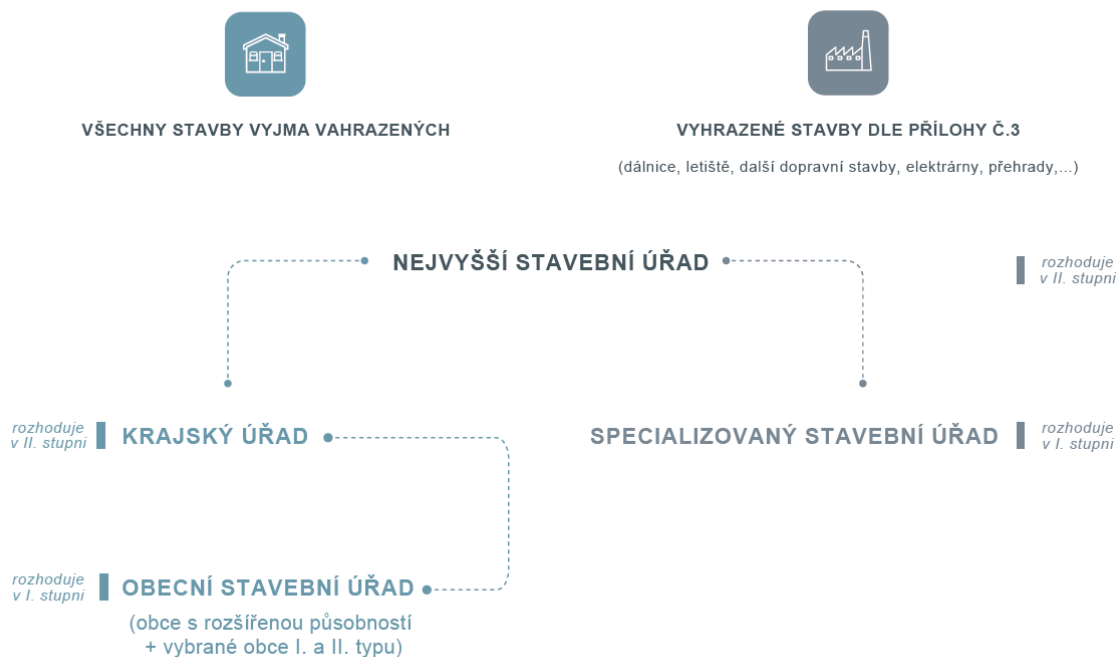 VŠECHNY STAVBY VYJMA VAHRAZENÝCH
VYHRAZENÉ STAVBY DLE PŘÍLOHY Č.3
(dálnice, letiště, další dopravní stavby, elektrárny, přehrady,...)
NEJVYŠŠÍ STAVEBNÍ ÚŘAD
rozhoduje
v II. stupni
rozhoduje
v II. stupni
KRAJSKÝ ÚŘAD
SPECIALIZOVANÝ STAVEBNÍ ÚŘAD
rozhoduje
v I. stupni
rozhoduje
v I. stupni
OBECNÍ STAVEBNÍ ÚŘAD
(obce s rozšířenou působností
+ vybrané obce I. a II. typu)